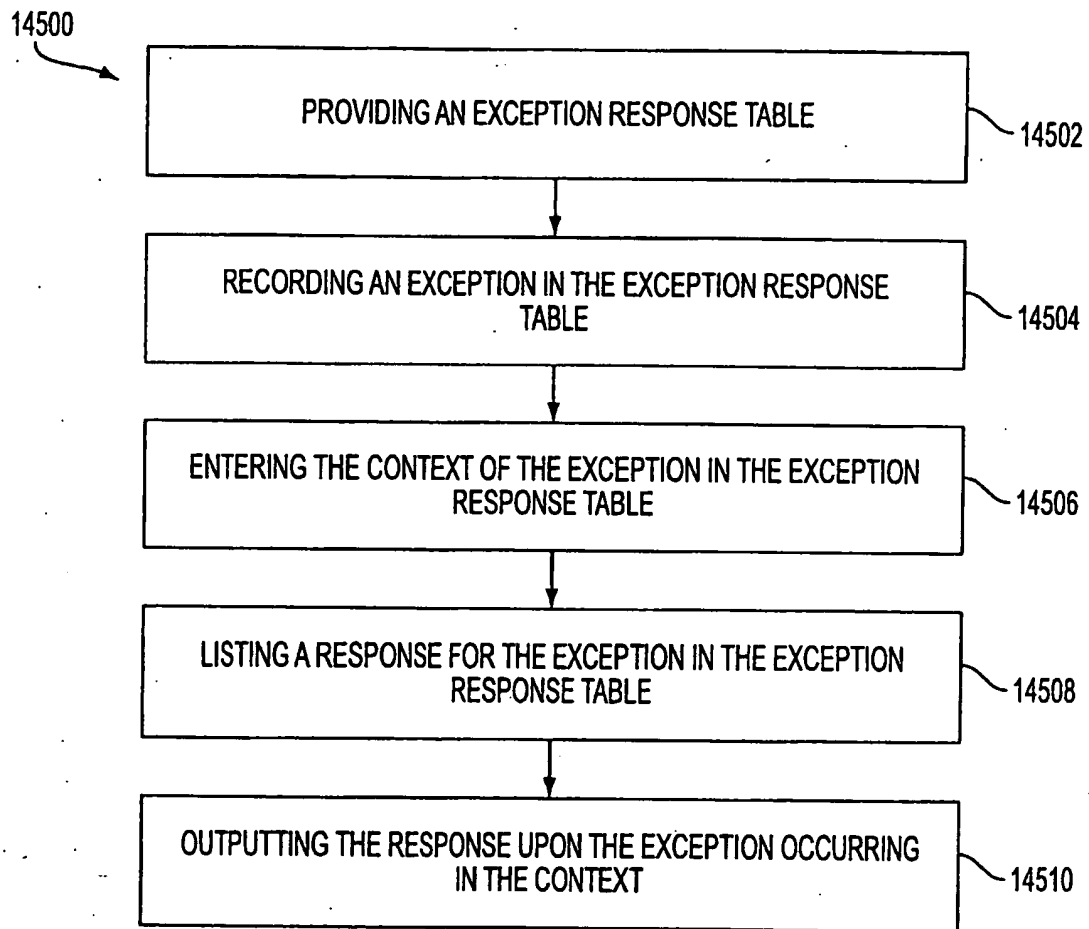 14500
PROVIDING AN EXCEPTION RESPONSE TABLE
14502
RECORDING AN EXCEPTION IN THE EXCEPTION RESPONSE
TABLE
14504
ENTERING THE CONTEXT OF THE EXCEPTION IN THE EXCEPTION
RESPONSE TABLE
14506
LISTING A RESPONSE FOR THE EXCEPTION IN THE EXCEPTION
RESPONSE TABLE
14508
OUTPUTTING THE RESPONSE UPON THE EXCEPTION OCCURRING
IN THE CONTEXT
14510